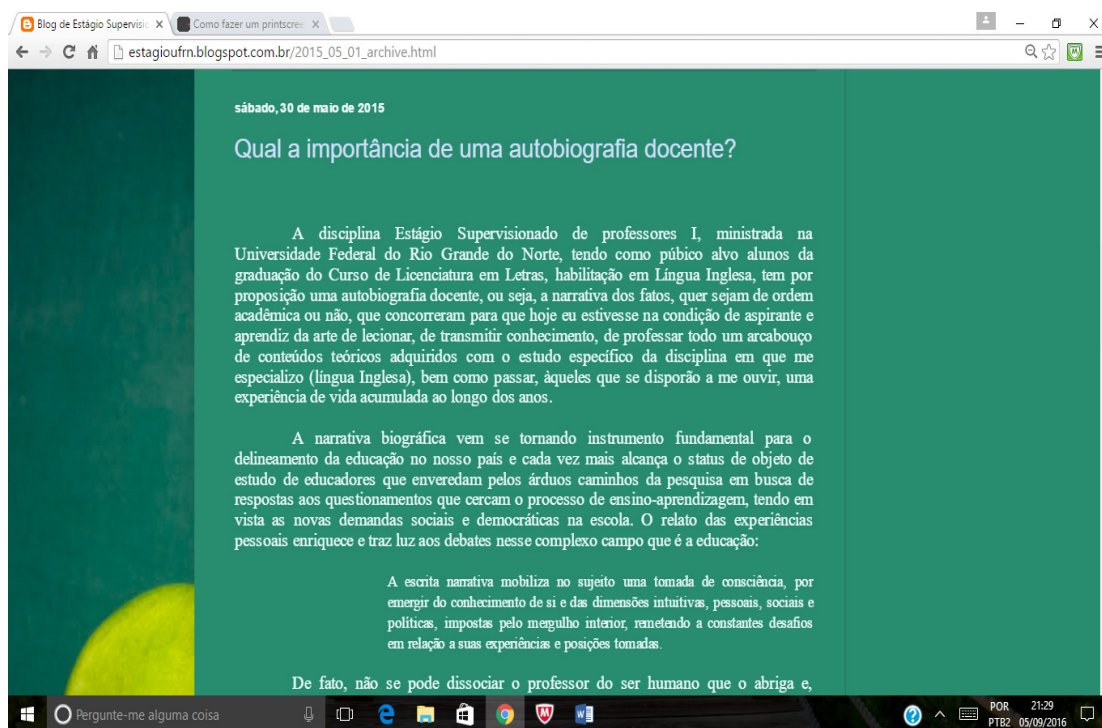 Blog de Estágio Supervisio
Como fazer um printscree
estagioufrn.blogspot.com.br/2015_05_01_archive.html
sábado, 30 de maio de 2015
Qual a importância de uma autobiografia docente?
A disciplina Estágio Supervisionado de professores I, ministrada na
Universidade Federal do Rio Grande do Norte, tendo como púbico alvo alunos da
graduação do Curso de Licenciatura em Letras, habilitação em Língua Inglesa, tem por
proposição uma autobiografia docente, ou seja, a narrativa dos fatos, quer sejam de ordem
acadêmica ou não, que concorreram para que hoje eu estivesse na condição de aspirante e
aprendiz da arte de lecionar, de transmitir conhecimento, de professar todo um arcabouço
de conteúdos teóricos adquiridos com o estudo específico da disciplina em que me
especializo (língua Inglesa), bem como passar, àqueles que se disporão a me ouvir, uma
experiência de vida acumulada ao longo dos anos.
A narrativa biográfica vem se tornando instrumento fundamental para o
delineamento da educação no nosso país e cada vez mais alcança o status de objeto de
estudo de educadores que enveredam pelos árduos caminhos da pesquisa em busca de
respostas aos questionamentos que cercam o processo de ensino-aprendizagem, tendo em
vista as novas demandas sociais e democráticas na escola. O relato das experiências
pessoais enriquece e traz luz aos debates nesse complexo campo que é a educação:
A escrita narrativa mobiliza no sujeito uma tomada de consciência, por
emergir do conhecimento de si e das dimensões intuitivas, pessoais, sociais e
políticas, impostas pelo mergulho interior, remetendo a constantes desafios
em relação a suas experiências e posições tomadas.
De fato, não se pode dissociar o professor do ser humano que o abriga e,
Pergunte-me alguma coisa
POR 21:29
PTB2 05/09/2016